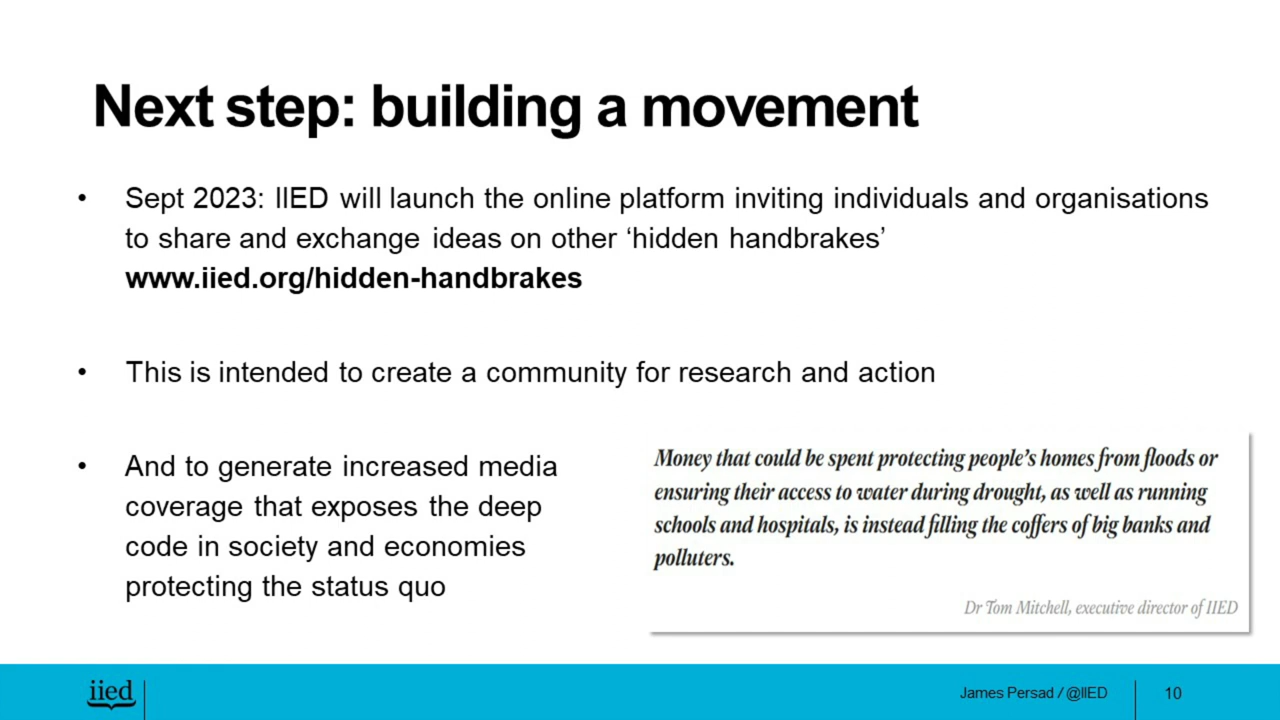 Next step: building a movement
• Sept 2023: IIED will launch the online platform inviting individuals and organisations
to share and exchange ideas on other ‘hidden handbrakes’
www.iied.org/hidden-handbrakes
• This is intended to create a community for research and action
• And to generate increased media
coverage that exposes the deep
code in society and economies
protecting the status quo
Money that could be spent protecting people’s homes from floods or
ensuring their access to water during drought, as well as running
schools and hospitals, is instead filling the coffers of big banks and
polluters.
Dr Tom Mitchell, executive director of IIED
iied
James Persad / @IIED
10